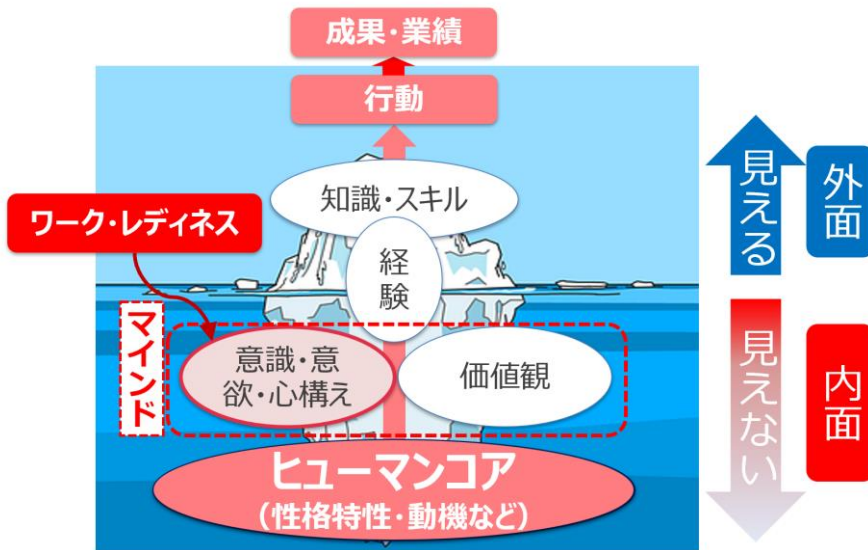 成果・業績
行動
知識・スキル
ワーク・レディネス
経
験
マインド
意識・意
欲・心構え
価値観
ヒューマンコア
(性格特性・動機など)
見える
外面
見えない
内面